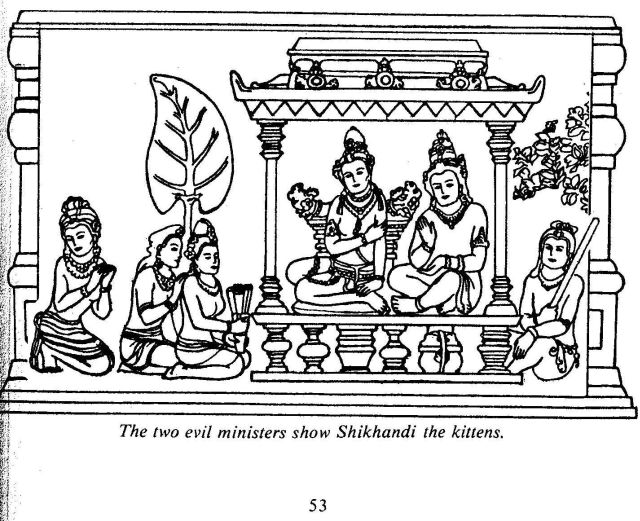 The two evil ministers show Shikhandi the kittens.
53